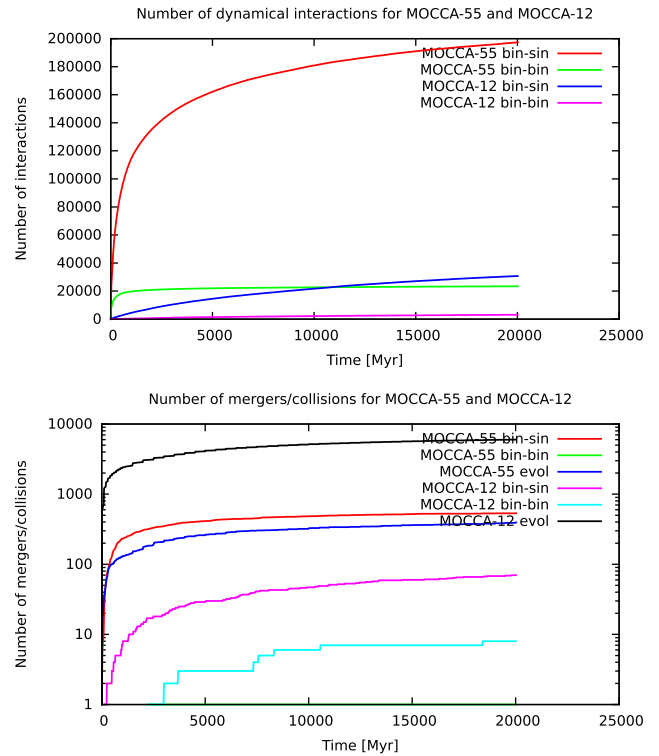 Number of dynamical interactions for MOCCA-55 and MOCCA-12
200000
180000
160000
140000
120000
100000
80000
60000
40000
20000
0
Number of interactions
MOCCA-55 bin-sin
MOCCA-55 bin-bin
MOCCA-12 bin-sin
MOCCA-12 bin-bin
0 5000 10000 15000 20000 25000
Time [Myr]
Number of mergers/collisions for MOCCA-55 and MOCCA-12
10000
1000
100
10
1
Number of mergers/collisions
MOCCA-55 bin-sin
MOCCA-55 bin-bin
MOCCA-55 evol
MOCCA-12 bin-sin
MOCCA-12 bin-bin
MOCCA-12 evol
0 5000 10000 15000 20000 25000
Time [Myr]